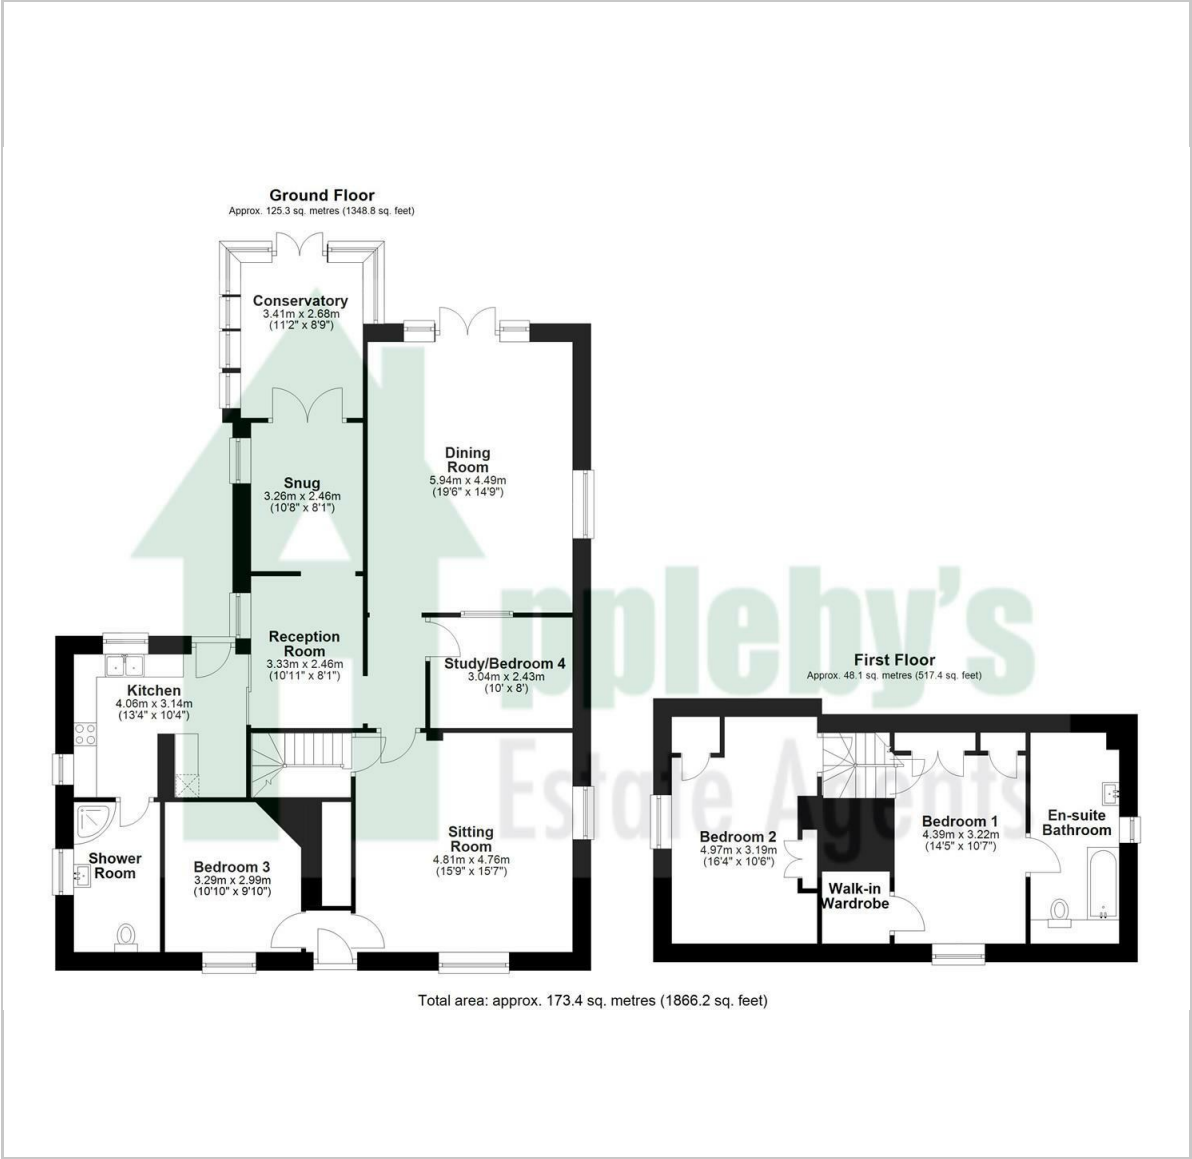 Ground Floor
Approx. 125.3 sq. metres (1348.8 sq. feet)
Conservatory
3.41m x 2.68m
(11'2" x 8'9")
Dining
Room
5.94m x 4.49m
(19'6" x 14'9")
Snug
3.26m x 2.46m
(10'8" x 8'1")
Reception
Room
3.33m x 2.46m
(10'11" x 8'1")
Study/Bedroom 4
3.04m x 2.43m
(10' x 8')
Kitchen
4.06m x 3.14m
(13'4" x 10'4")
Sitting
Room
4.81m x 4.76m
(15'9" x 15'7")
Shower
Room
Bedroom 3
3.29m x 2.99m
(10'10" x 9'10")
First Floor
Approx. 48.1 sq. metres (517.4 sq. feet)
Bedroom 2
4.97m x 3.19m
(16'4" x 10'6")
Bedroom 1
4.39m x 3.22m
(14'5" x 10'7")
En-suite
Bathroom
Walk-in
Wardrobe
Total area: approx. 173.4 sq. metres (1866.2 sq. feet)
ppleby's
Estate Agents